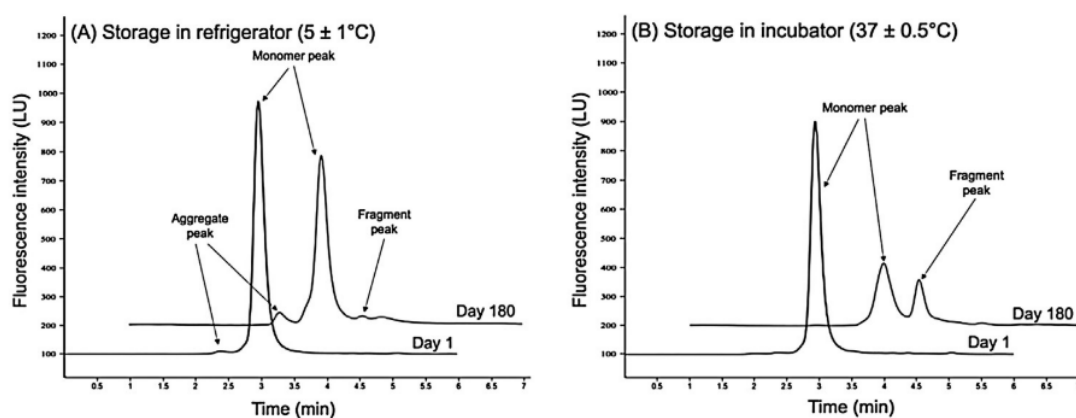 (A) Storage in refrigerator (5 ± 1°C)
Fluorescence intensity (LU)
1200
1100
1000
900
800
700
600
500
400
300
200
100
Monomer peak
Aggregate
peak
Fragment
peak
Day 180
Day 1
0.5
1
1.5
2
2.5
3
3.5
4
4.5
5
5.5
6
6.5
7
Time (min)
(B) Storage in incubator (37 ± 0.5°C)
Fluorescence intensity (LU)
1200
1100
1000
900
800
700
600
500
400
300
200
100
Monomer peak
Fragment
peak
Day 180
Day 1
0.5
1
1.5
2
2.5
3
3.5
4
4.5
5
5.5
6
6.5
7
Time (min)